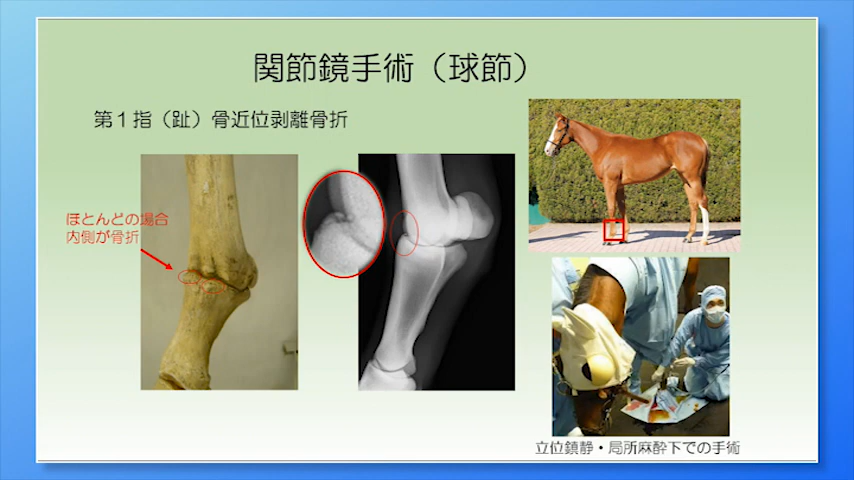 関節鏡手術（球節）
第１指（趾）骨近位剥離骨折
ほとんどの場合
内側が骨折
立位鎮静・局所麻酔下での手術